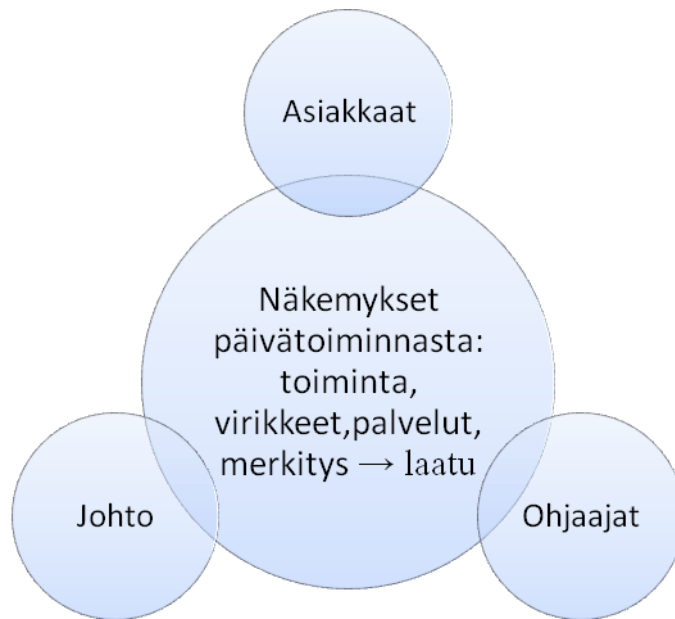 Asiakkaat
Näkemykset
päivätoiminnasta:
toiminta,
virikkeet,palvelut,
merkitys → laatu
Johto
Ohjaajat